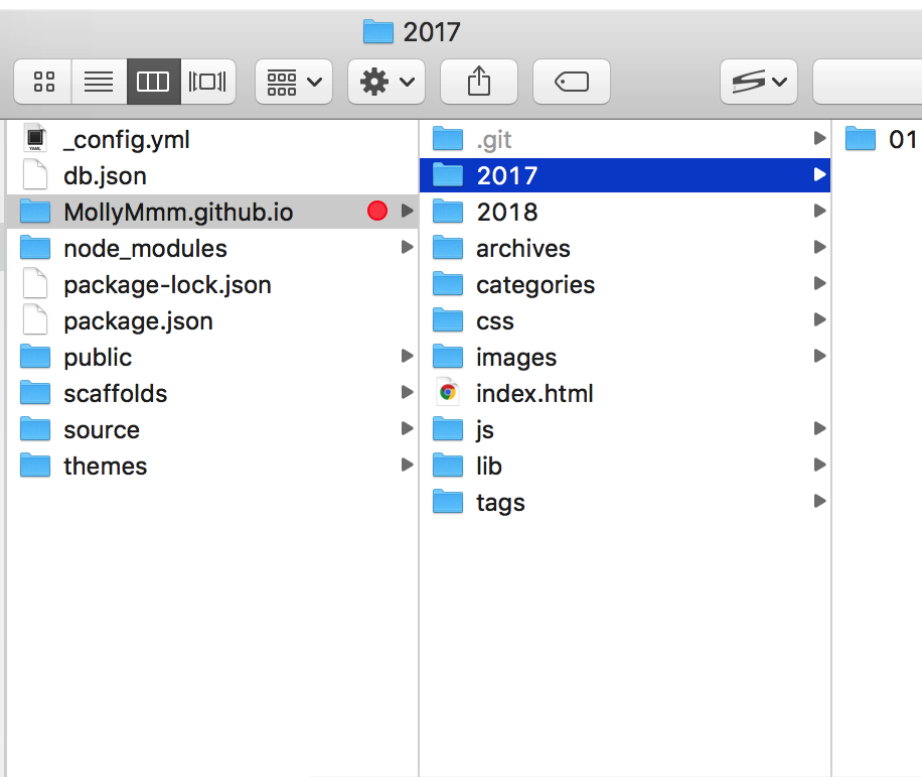 2017
_config.yml
db.json
MollyMmm.github.io
node_modules
package-lock.json
package.json
public
scaffolds
source
themes
.git
2017
2018
archives
categories
css
images
index.html
js
lib
tags
01